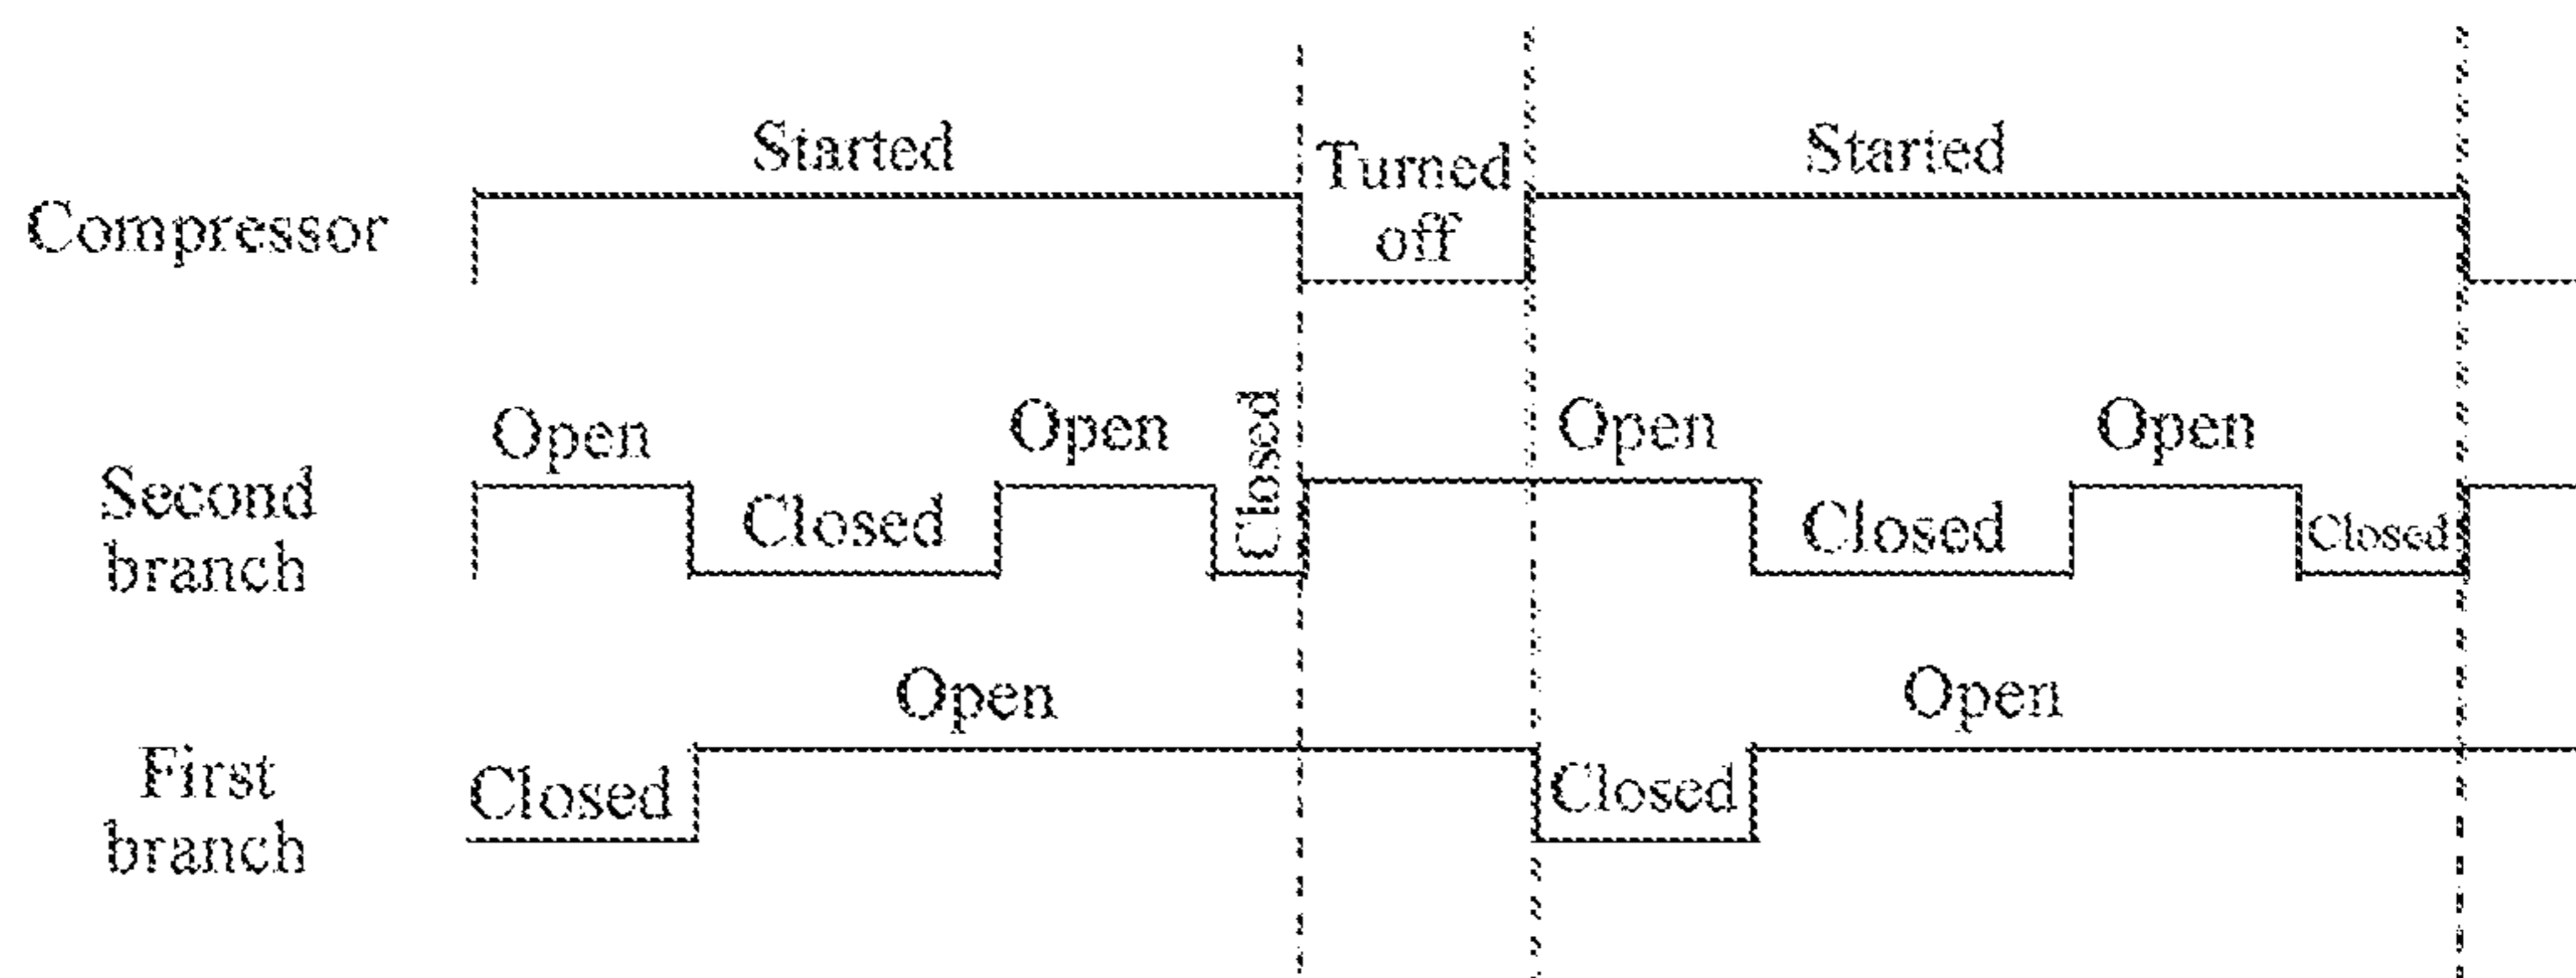 Compressor
Started
Turned
off
Started
Second
branch
Open
Closed
Open
Closed
Open
Closed
Open
Closed
First
branch
Closed
Open
Closed
Open